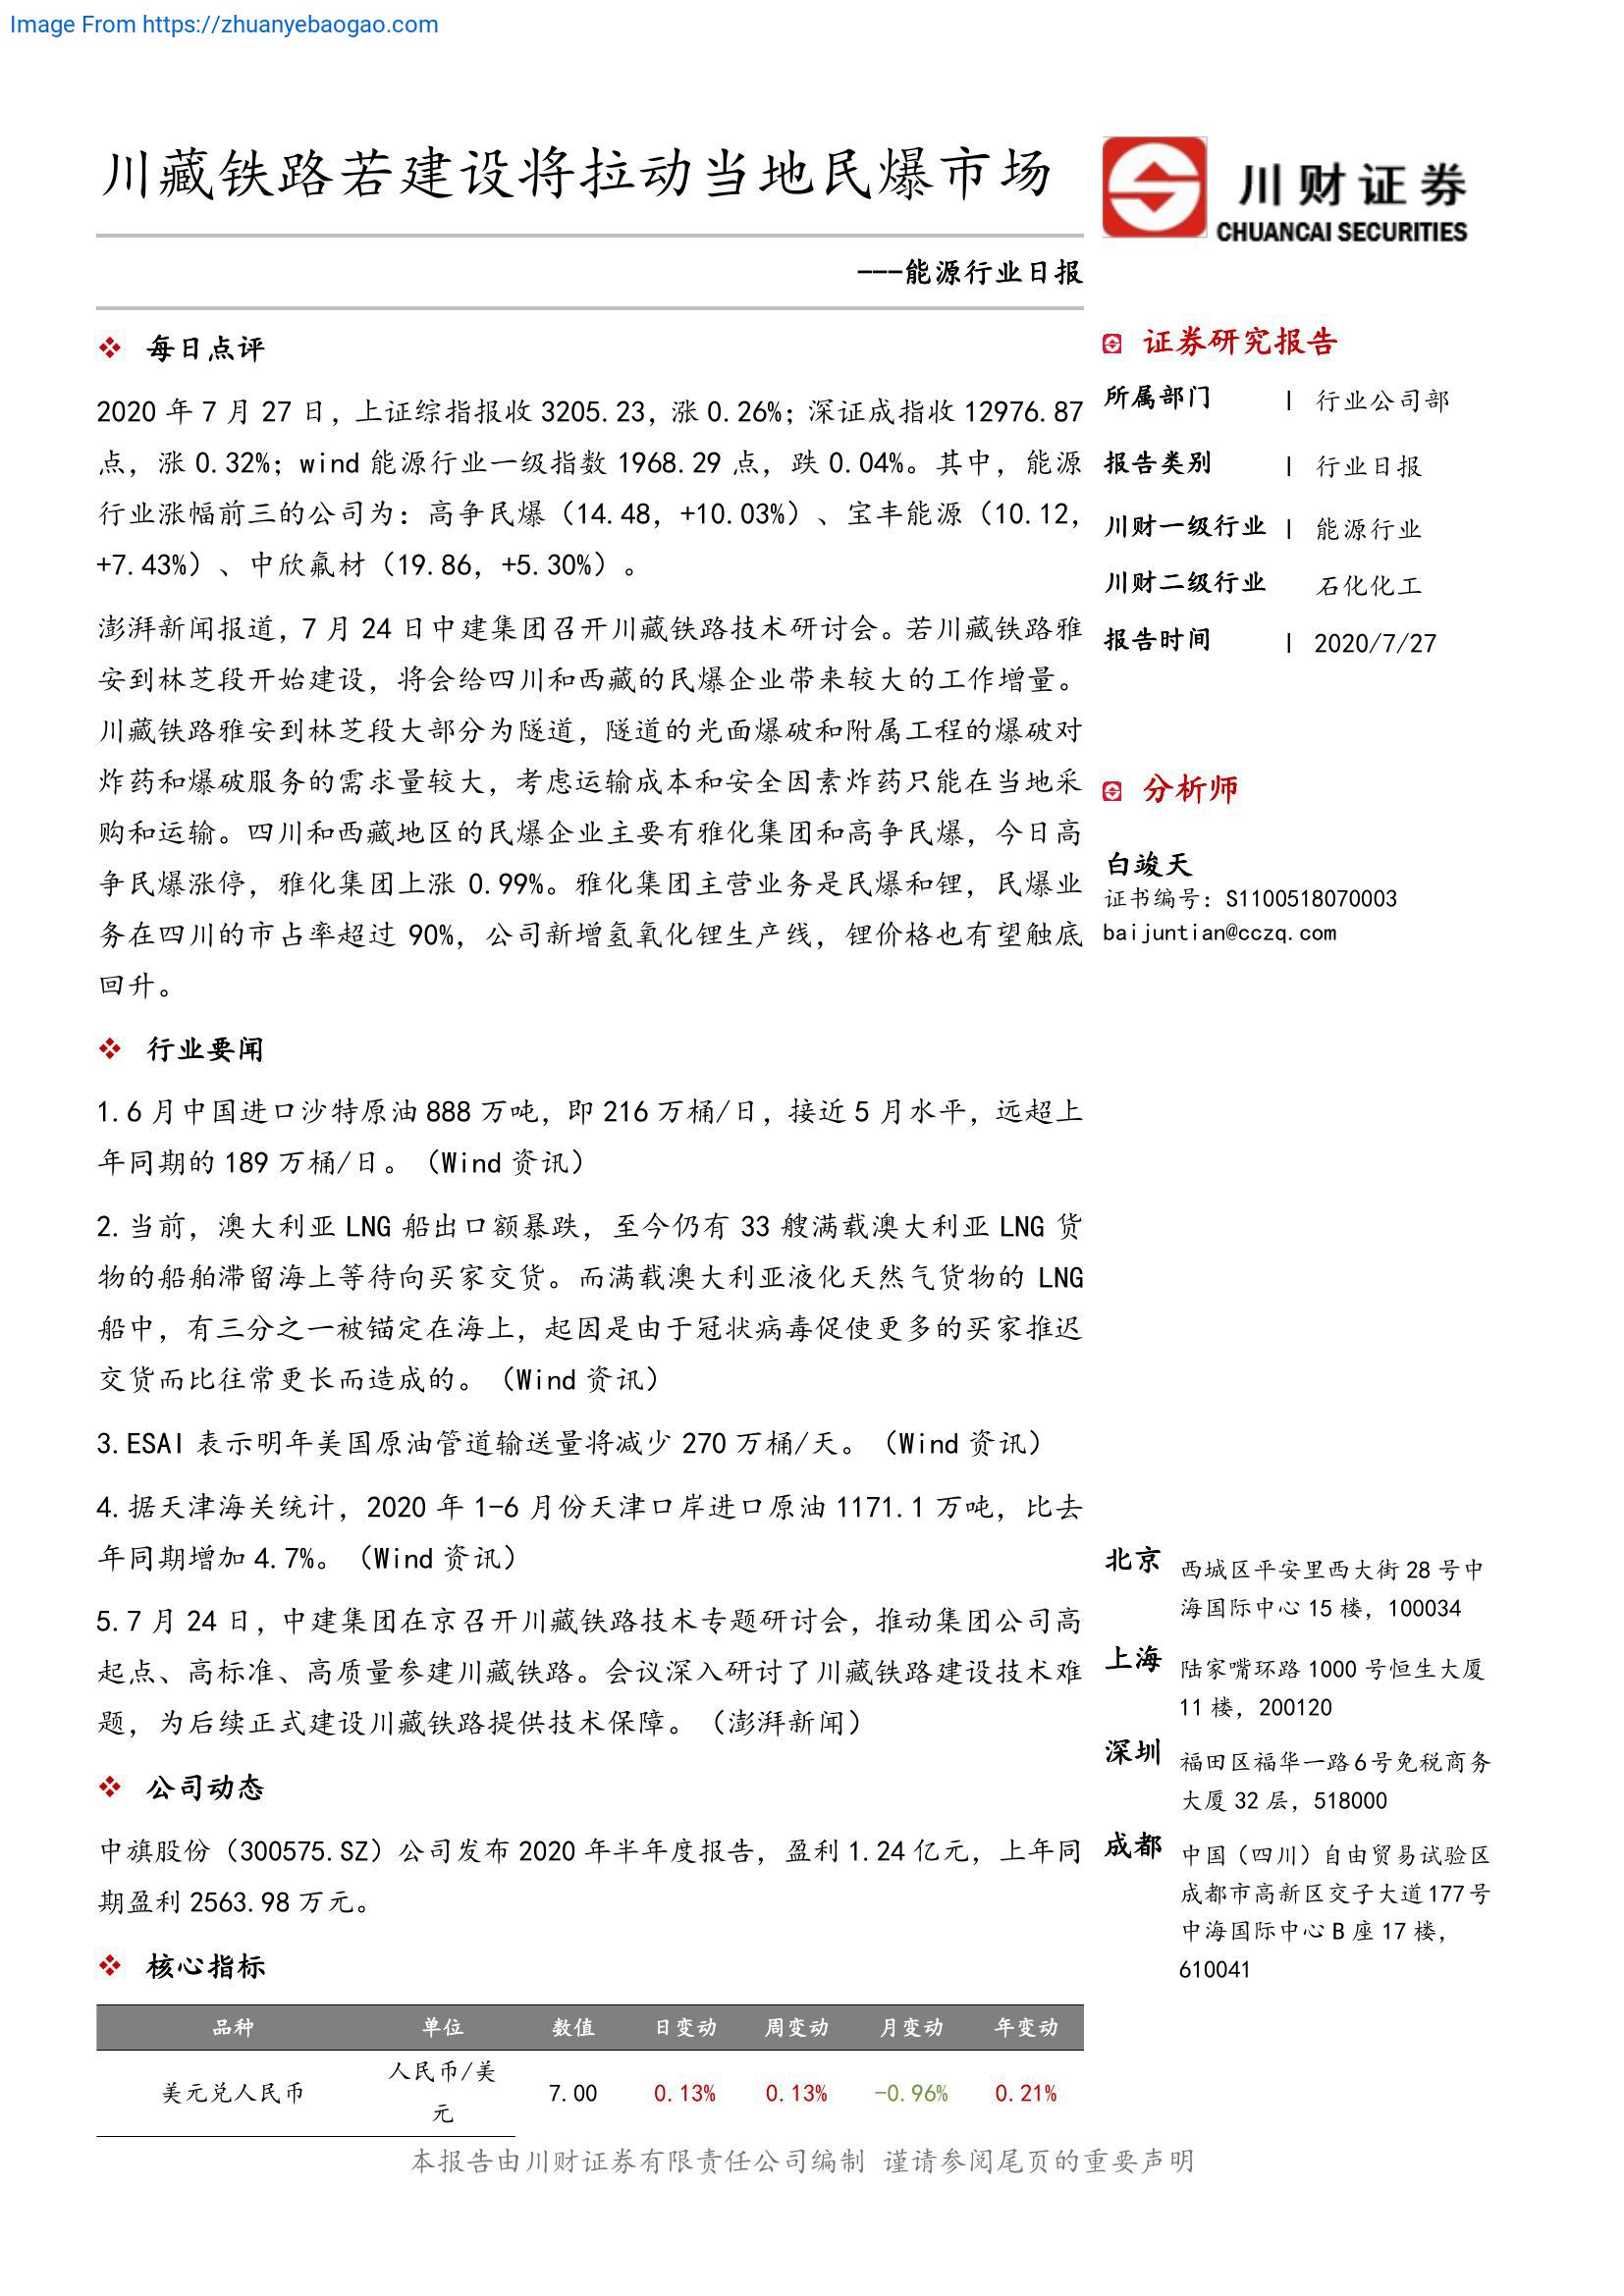 Image From https://zhuanyebaogao.com
川藏铁路若建设将拉动当地民爆市场
川财证券
CHUANCAI SECURITIES
---能源行业日报
❖ 每日点评
2020 年 7 月 27 日，上证综指报收 3205.23，涨 0.26%；深证成指收 12976.87
点，涨 0.32%；wind 能源行业一级指数 1968.29 点，跌 0.04%。其中，能源
行业涨幅前三的公司为：高争民爆（14.48，+10.03%）、宝丰能源（10.12，
+7.43%）、中欣氟材（19.86，+5.30%）。
澎湃新闻报道，7 月 24 日中建集团召开川藏铁路技术研讨会。若川藏铁路雅
安到林芝段开始建设，将会给四川和西藏的民爆企业带来较大的工作增量。
川藏铁路雅安到林芝段大部分为隧道，隧道的光面爆破和附属工程的爆破对
炸药和爆破服务的需求量较大，考虑运输成本和安全因素炸药只能在当地采
购和运输。四川和西藏地区的民爆企业主要有雅化集团和高争民爆，今日高
争民爆涨停，雅化集团上涨 0.99%。雅化集团主营业务是民爆和锂，民爆业
务在四川的市占率超过 90%，公司新增氢氧化锂生产线，锂价格也有望触底
回升。
❖ 行业要闻
1.6 月中国进口沙特原油 888 万吨，即 216 万桶/日，接近 5 月水平，远超上
年同期的 189 万桶/日。（Wind 资讯）
2.当前，澳大利亚 LNG 船出口额暴跌，至今仍有 33 艘满载澳大利亚 LNG 货
物的船舶滞留海上等待向买家交货。而满载澳大利亚液化天然气货物的 LNG
船中，有三分之一被锚定在海上，起因是由于冠状病毒促使更多的买家推迟
交货而比往常更长而造成的。（Wind 资讯）
3.ESAI 表示明年美国原油管道输送量将减少 270 万桶/天。（Wind 资讯）
4.据天津海关统计，2020 年 1-6 月份天津口岸进口原油 1171.1 万吨，比去
年同期增加 4.7%。（Wind 资讯）
5.7 月 24 日，中建集团在京召开川藏铁路技术专题研讨会，推动集团公司高
起点、高标准、高质量参建川藏铁路。会议深入研讨了川藏铁路建设技术难
题，为后续正式建设川藏铁路提供技术保障。（澎湃新闻）
❖ 公司动态
中旗股份（300575.SZ）公司发布 2020 年半年度报告，盈利 1.24 亿元，上年同
期盈利 2563.98 万元。
❖ 核心指标
品种 单位 数值 日变动 周变动 月变动 年变动
美元兑人民币 人民币/美 7.00 0.13% 0.13% -0.96% 0.21%
元
证券研究报告
所属部门 | 行业公司部
报告类别 | 行业日报
川财一级行业 | 能源行业
川财二级行业 石化化工
报告时间 | 2020/7/27
分析师
白竣天
证书编号：S1100518070003
baijuntian@cczq.com
北京 西城区平安里西大街 28 号中
海国际中心 15 楼，100034
上海 陆家嘴环路 1000 号恒生大厦
11 楼，200120
深圳 福田区福华一路 6 号免税商务
大厦 32 层，518000
成都 中国（四川）自由贸易试验区
成都市高新区交子大道 177 号
中海国际中心 B 座 17 楼，
610041
本报告由川财证券有限责任公司编制 谨请参阅尾页的重要声明